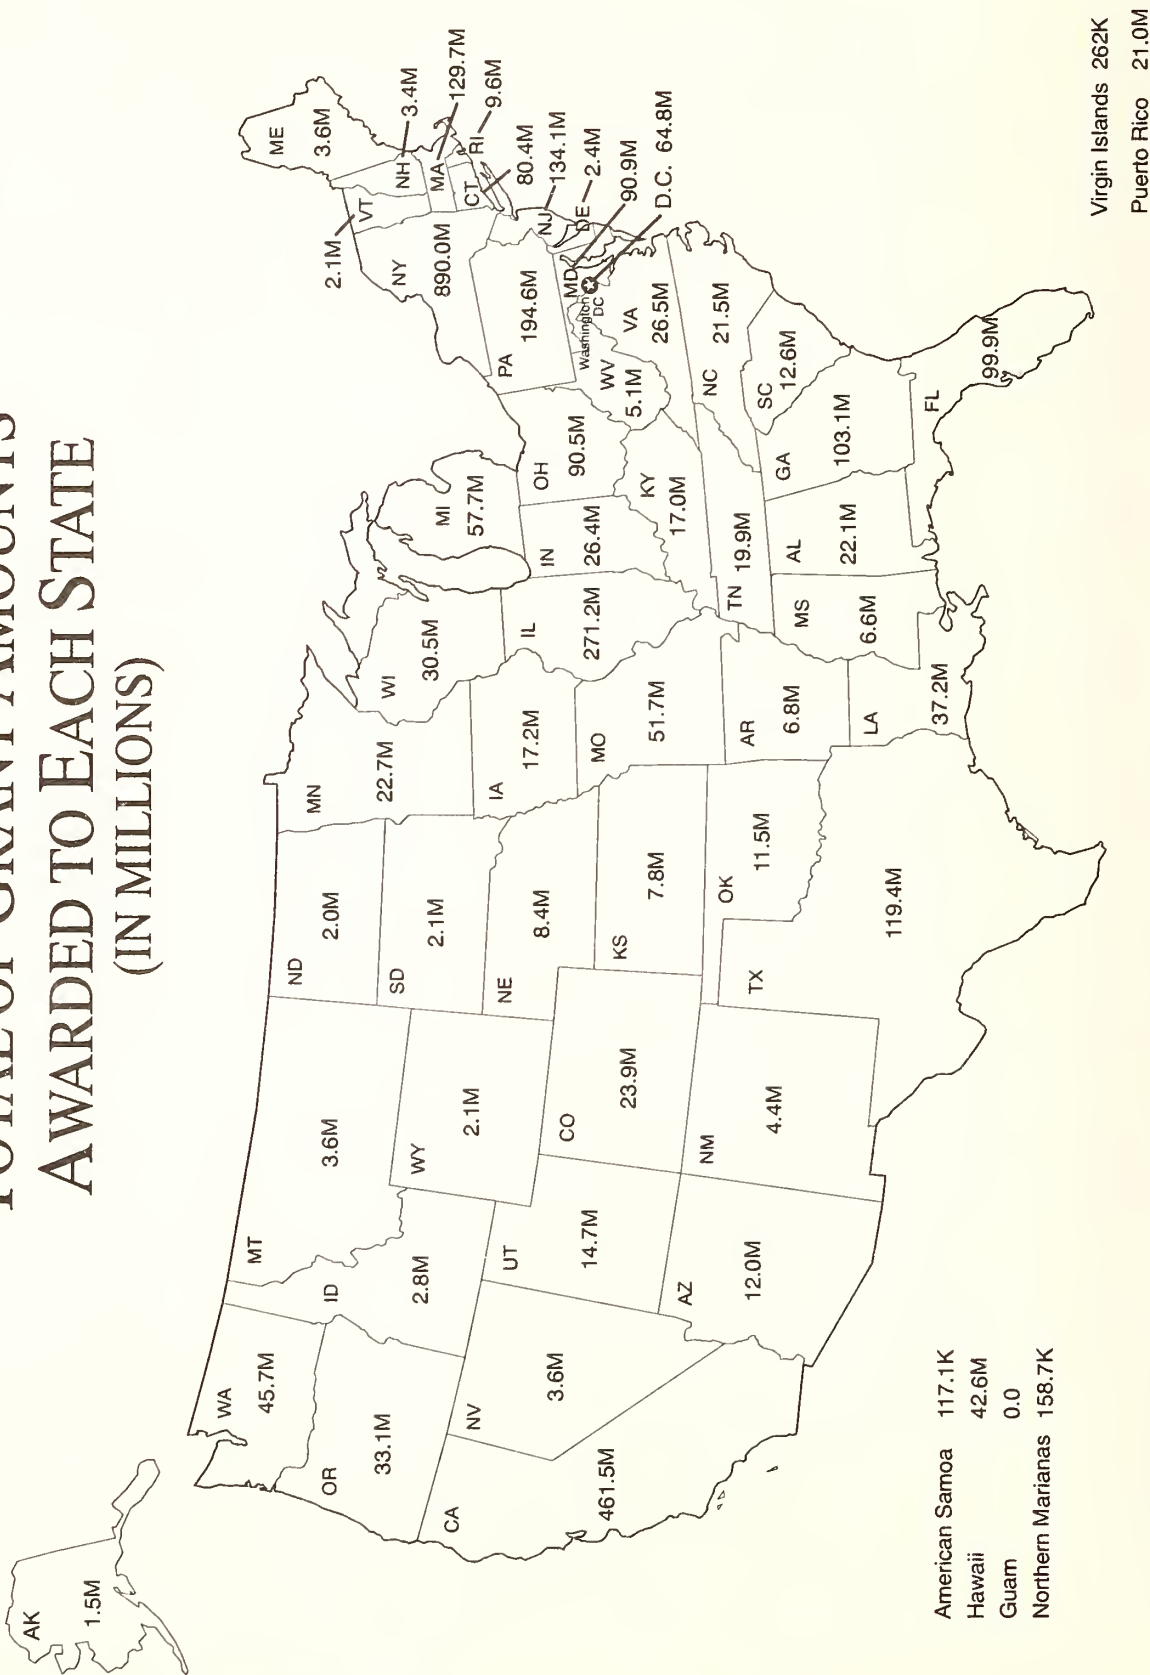 TOTAL OF GRANT AMOUNTS
AWARDED TO EACH STATE
(IN MILLIONS)
AK
1.5M
WA
45.7M
OR
33.1M
CA
461.5M
NV
3.6M
ID
2.8M
MT
3.6M
WY
2.1M
UT
14.7M
AZ
12.0M
CO
23.9M
NM
4.4M
ND
2.0M
SD
2.1M
NE
8.4M
KS
7.8M
OK
11.5M
TX
119.4M
MN
22.7M
IA
17.2M
MO
51.7M
AR
6.8M
LA
37.2M
WI
30.5M
IL
271.2M
MI
57.7M
IN
26.4M
OH
90.5M
KY
17.0M
TN
19.9M
MS
6.6M
AL
22.1M
GA
103.1M
FL
99.9M
SC
12.6M
NC
21.5M
VA
26.5M
WV
5.1M
PA
194.6M
NY
890.0M
VT
2.1M
ME
3.6M
NH
3.4M
MA
129.7M
RI
9.6M
CT
80.4M
NJ
134.1M
DE
2.4M
MD
90.9M
Washington
DC
D.C. 64.8M
American Samoa 117.1K
Hawaii 42.6M
Guam 0.0
Northern Marianas 158.7K
Virgin Islands 262K
Puerto Rico 21.0M